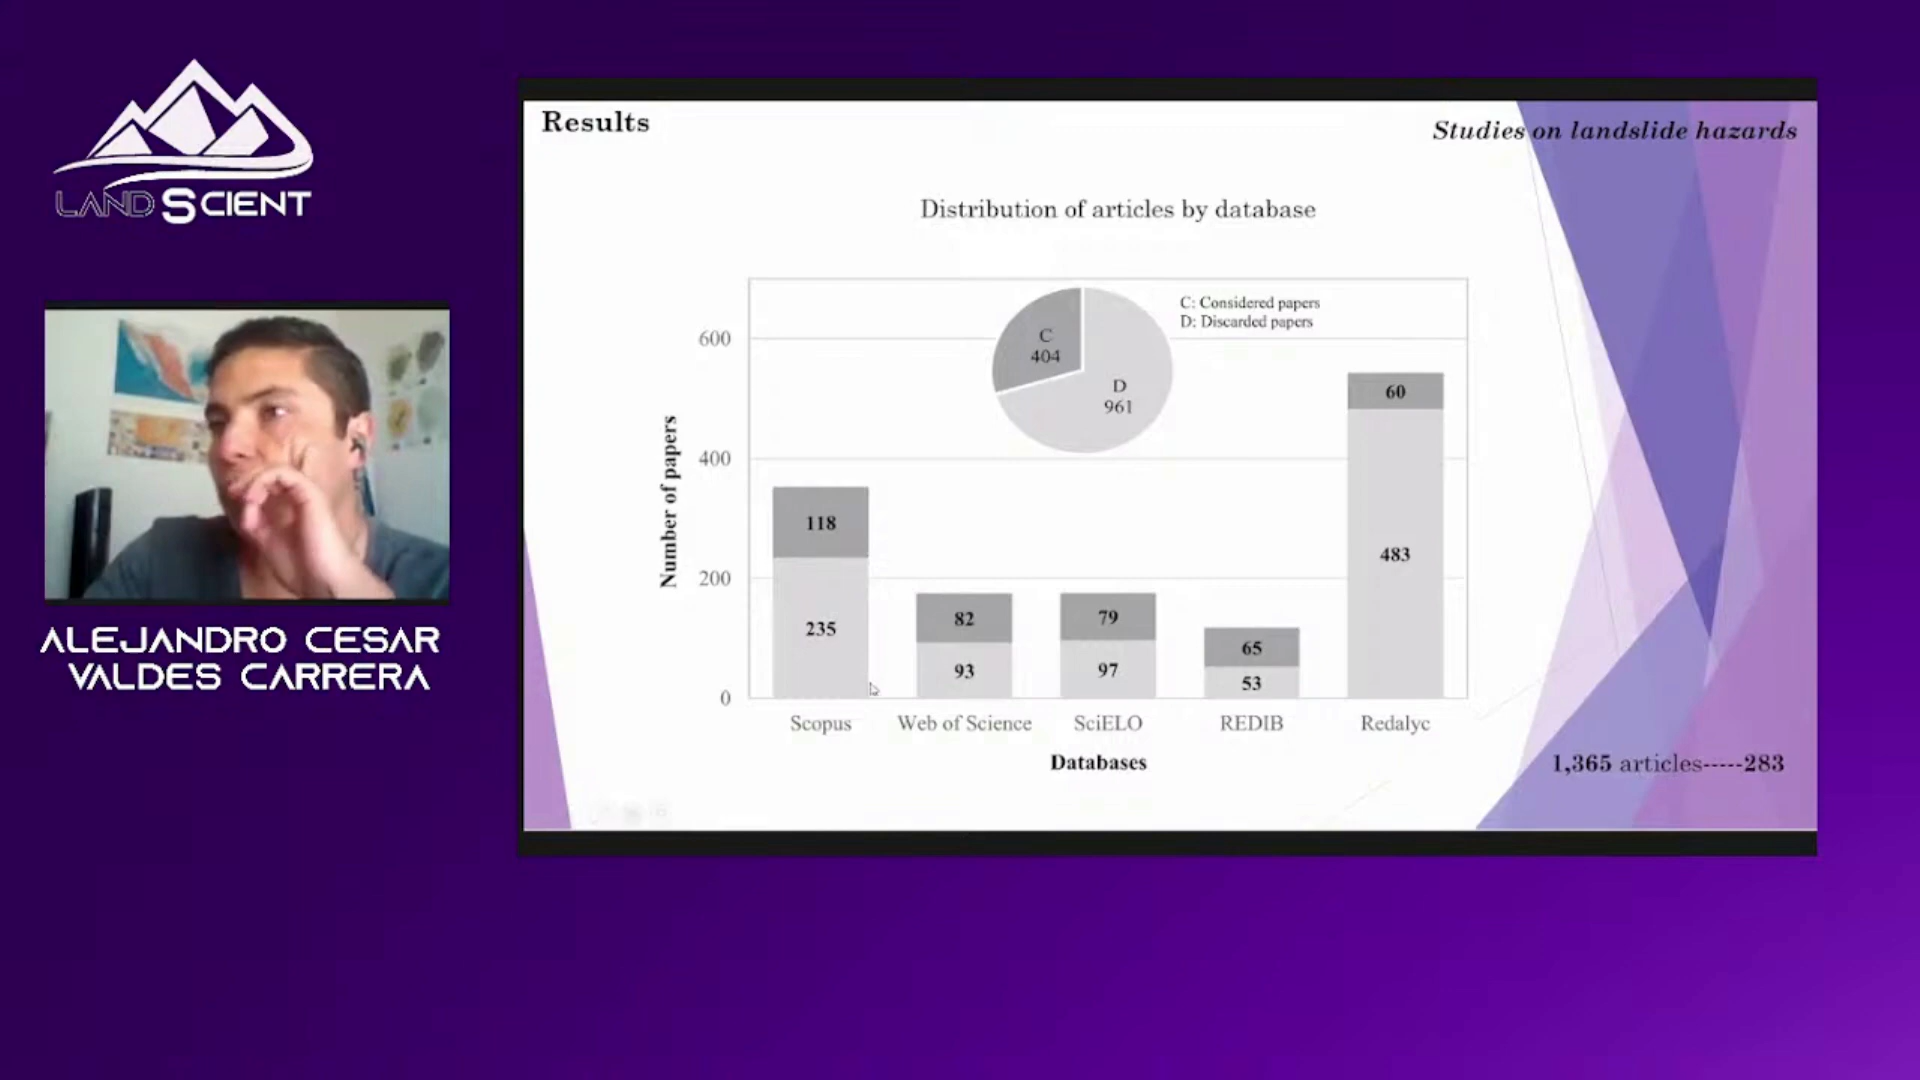 LANDSCIENT
ALEJANDRO CESAR
VALDES CARRERA
Results
Studies on landslide hazards
Distribution of articles by database
C: Considered papers
D: Discarded papers
C
404
D
961
Number of papers
600
400
200
0
118
235
82
93
79
97
65
53
60
483
Scopus
Web of Science
SciELO
REDIB
Redalyc
Databases
1,365 articles-----283